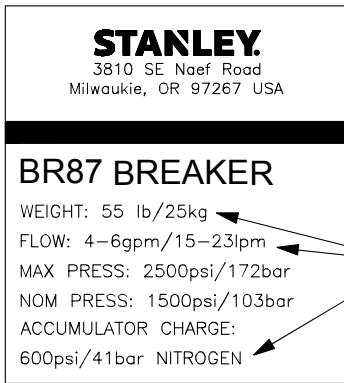 STANLEY.
3810 SE Naef Road
Milwaukie, OR 97267 USA
BR87 BREAKER
WEIGHT: 55 lb/25kg
FLOW: 4-6gpm/15-23lpm
MAX PRESS: 2500psi/172bar
NOM PRESS: 1500psi/103bar
ACCUMULATOR CHARGE:
600psi/41bar NITROGEN